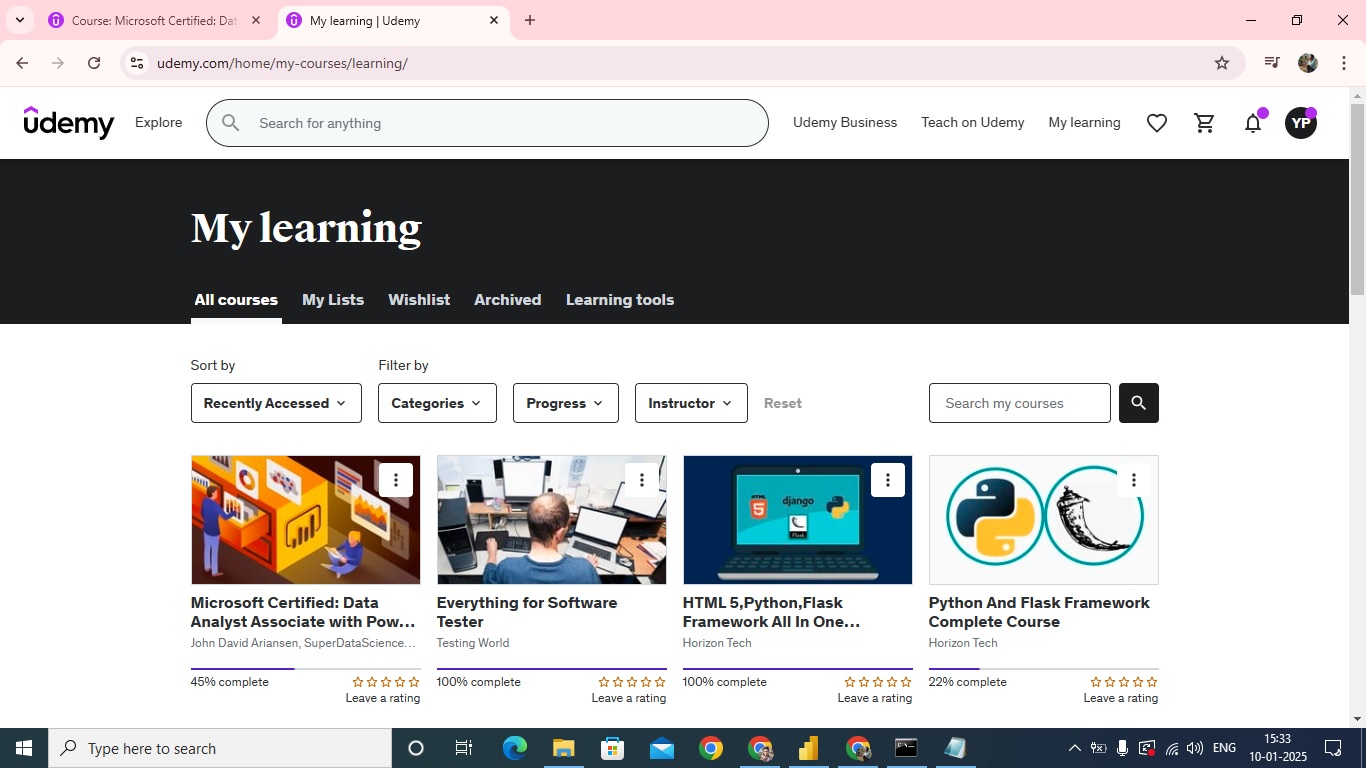 Course: Microsoft Certified: Dat
My learning | Udemy
udemy.com/home/my-courses/learning/
udemy
Explore
Search for anything
Udemy Business
Teach on Udemy
My learning
YP
My learning
All courses
My Lists
Wishlist
Archived
Learning tools
Sort by
Filter by
Recently Accessed
Categories
Progress
Instructor
Reset
Search my courses
HTML
5
django
Flask
Microsoft Certified: Data
Analyst Associate with Pow…
John David Ariansen, SuperDataScience…
45% complete
Leave a rating
Everything for Software
Tester
Testing World
100% complete
Leave a rating
HTML 5,Python,Flask
Framework All In One…
Horizon Tech
100% complete
Leave a rating
Python And Flask Framework
Complete Course
Horizon Tech
22% complete
Leave a rating
Type here to search
ENG
15:33
10-01-2025